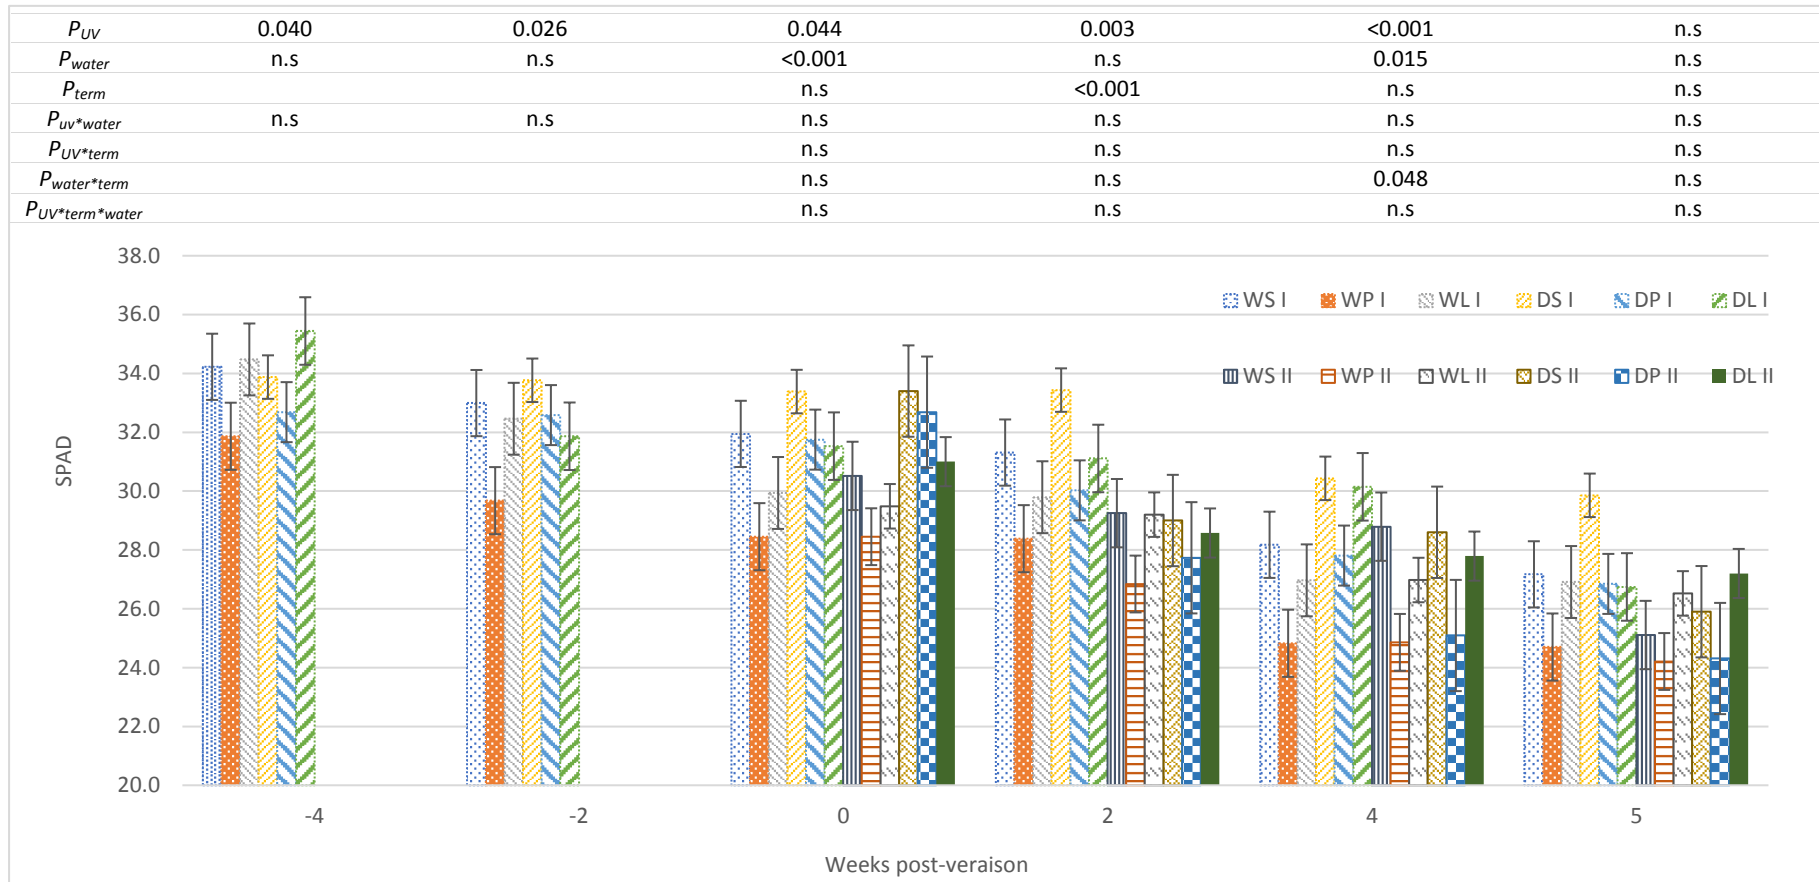 PUV 0.040 0.026 0.044 0.003 <0.001 n.s
Pwater n.s n.s <0.001 n.s 0.015 n.s
Pterm n.s <0.001 n.s n.s
Puv*water n.s n.s n.s n.s n.s n.s
PUV*term n.s n.s n.s n.s
Pwater*term n.s n.s 0.048 n.s
PUV*term*water n.s n.s n.s n.s
38.0
36.0
34.0
32.0
30.0
28.0
26.0
24.0
22.0
20.0
SPAD
WS I WP I WL I DS I DP I DL I
WS II WP II WL II DS II DP II DL II
-4 -2 0 2 4 5
Weeks post-veraison